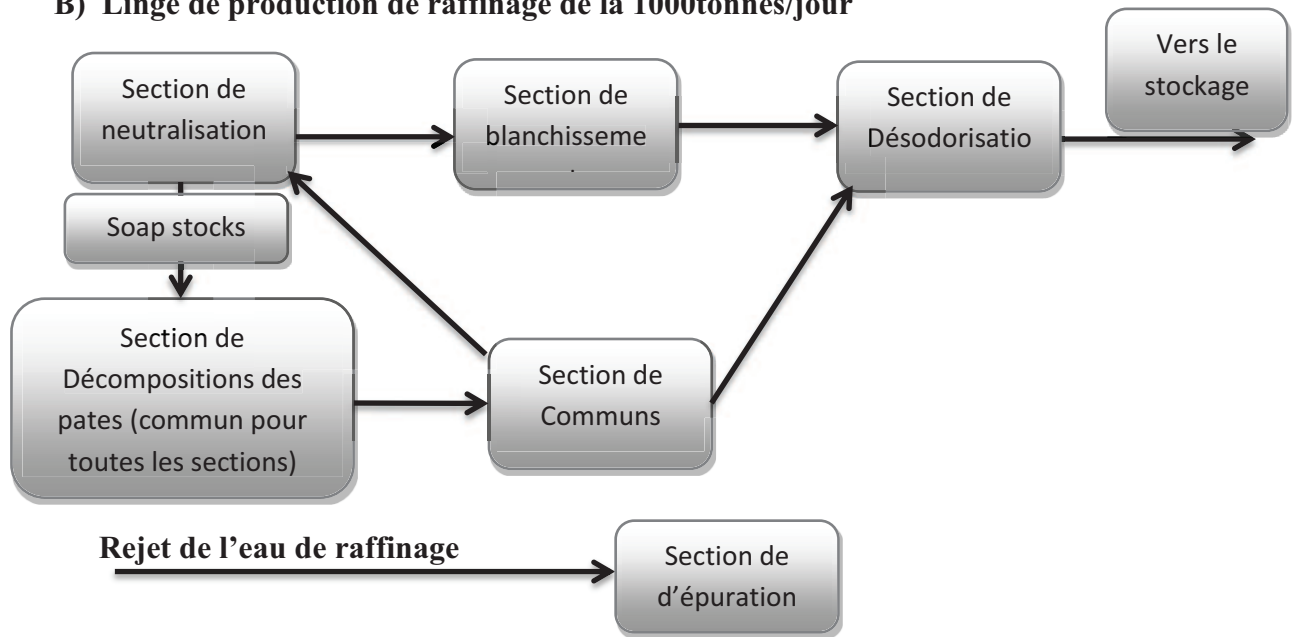 B) Linge de production de raffinage de la 1000tonnes/jour
Vers le
stockage
Section de
neutralisation
Section de
blanchisseme
Section de
Désodorisatio
Soap stocks
Section de
Décompositions des
pates (commun pour
toutes les sections)
Section de
Communs
Rejet de l’eau de raffinage
Section de
d’épuration